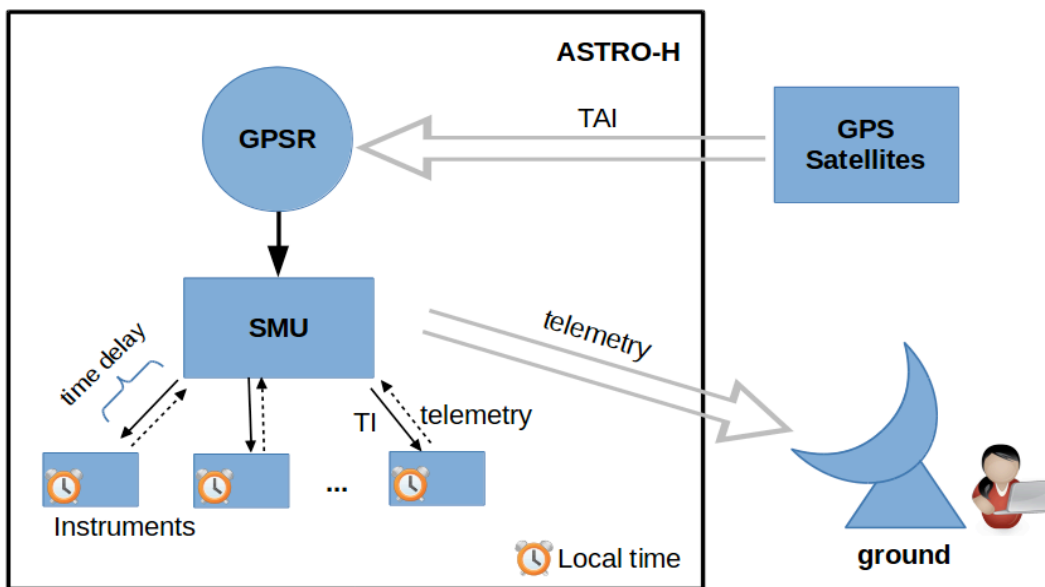 ASTRO-H
GPSR
TAI
GPS
Satellites
SMU
time delay
telemetry
TI
telemetry
...
Instruments
Local time
ground